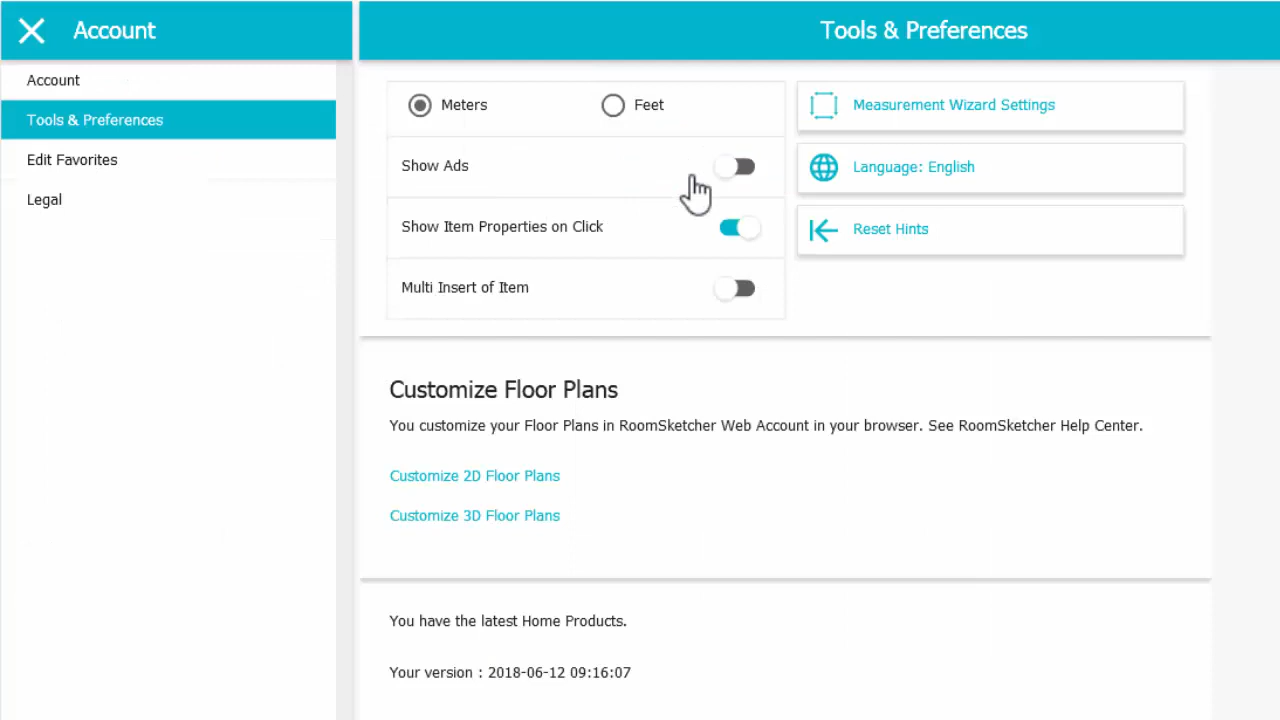 Account
Tools & Preferences
Account
Tools & Preferences
Edit Favorites
Legal
Meters
Feet
Show Ads
Show Item Properties on Click
Multi Insert of Item
Measurement Wizard Settings
Language: English
Reset Hints
Customize Floor Plans
You customize your Floor Plans in RoomSketcher Web Account in your browser. See RoomSketcher Help Center.
Customize 2D Floor Plans
Customize 3D Floor Plans
You have the latest Home Products.
Your version : 2018-06-12 09:16:07